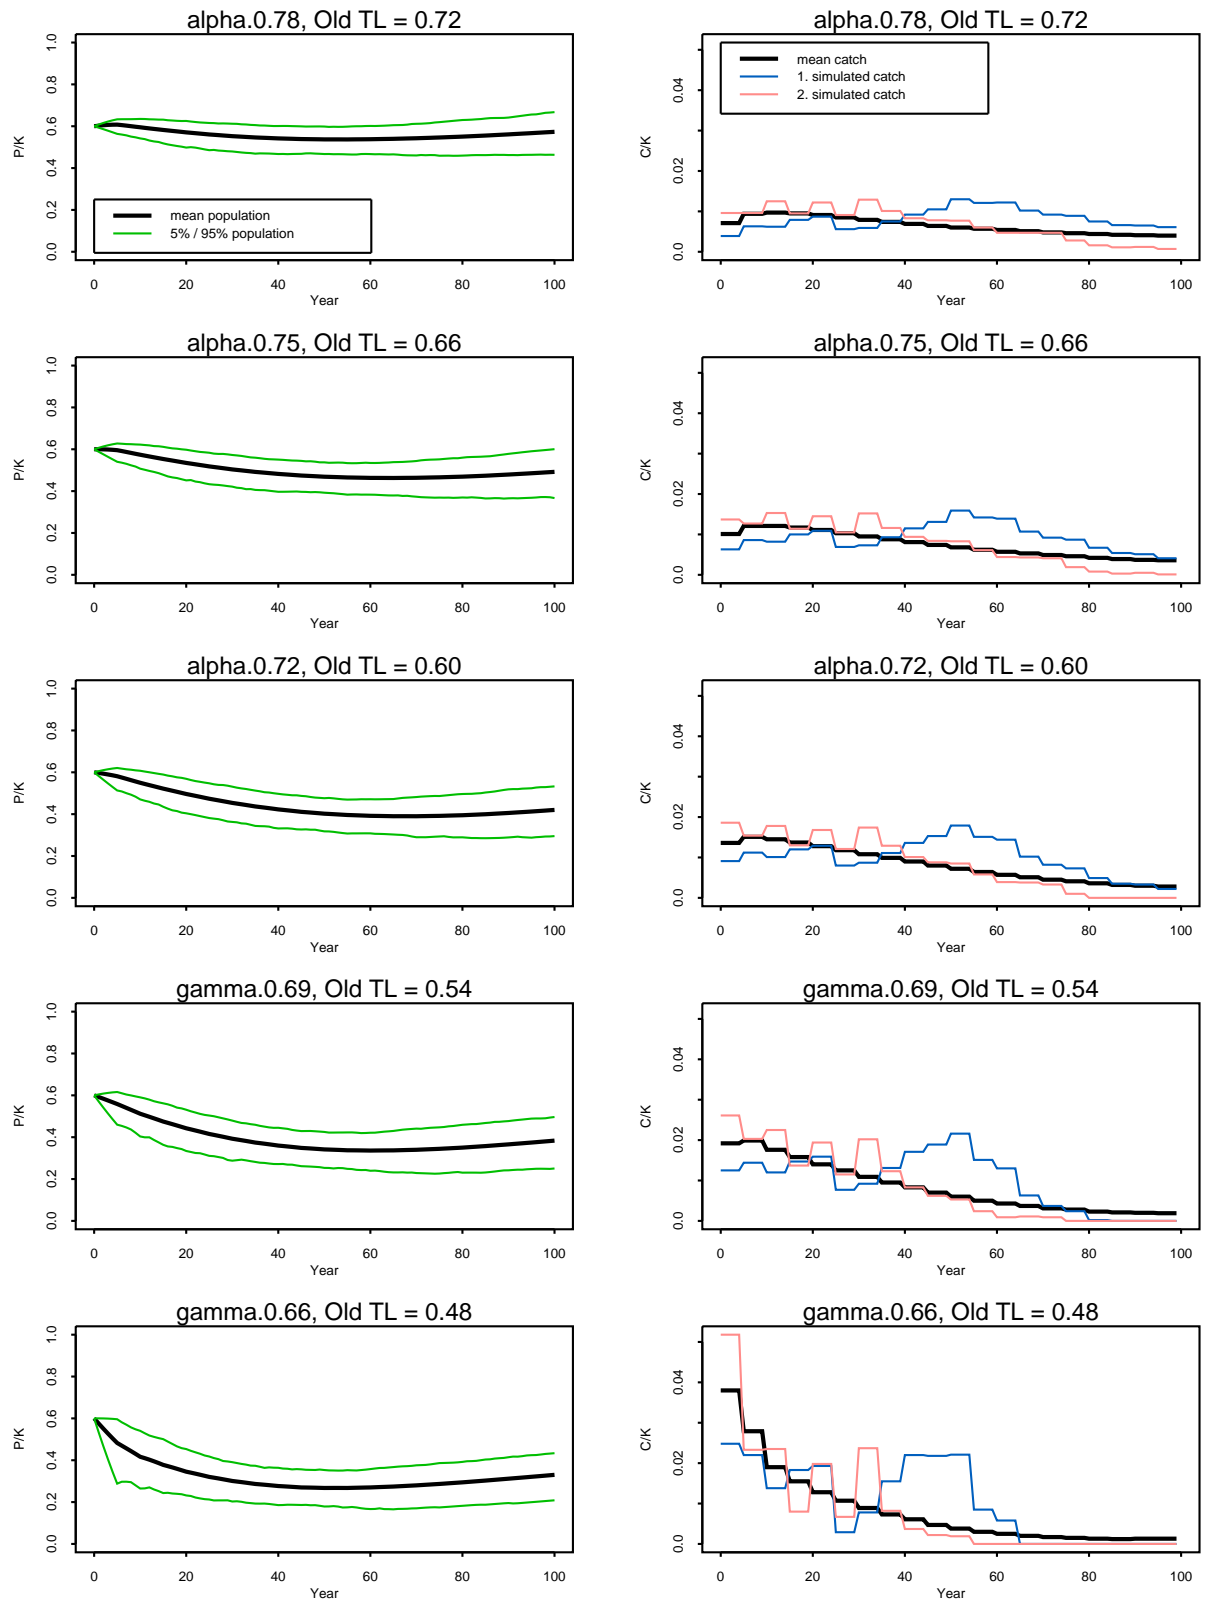 alpha.0.78, Old TL = 0.72
P/K
1.0
0.8
0.6
0.4
0.2
0.0
mean population
5% / 95% population
0 20 40 60 80 100
Year
alpha.0.78, Old TL = 0.72
C/K
0.04
0.02
0.0
mean catch
1. simulated catch
2. simulated catch
0 20 40 60 80 100
Year
alpha.0.75, Old TL = 0.66
P/K
1.0
0.8
0.6
0.4
0.2
0.0
0 20 40 60 80 100
Year
alpha.0.75, Old TL = 0.66
C/K
0.04
0.02
0.0
0 20 40 60 80 100
Year
alpha.0.72, Old TL = 0.60
P/K
1.0
0.8
0.6
0.4
0.2
0.0
0 20 40 60 80 100
Year
alpha.0.72, Old TL = 0.60
C/K
0.04
0.02
0.0
0 20 40 60 80 100
Year
gamma.0.69, Old TL = 0.54
P/K
1.0
0.8
0.6
0.4
0.2
0.0
0 20 40 60 80 100
Year
gamma.0.69, Old TL = 0.54
C/K
0.04
0.02
0.0
0 20 40 60 80 100
Year
gamma.0.66, Old TL = 0.48
P/K
1.0
0.8
0.6
0.4
0.2
0.0
0 20 40 60 80 100
Year
gamma.0.66, Old TL = 0.48
C/K
0.04
0.02
0.0
0 20 40 60 80 100
Year